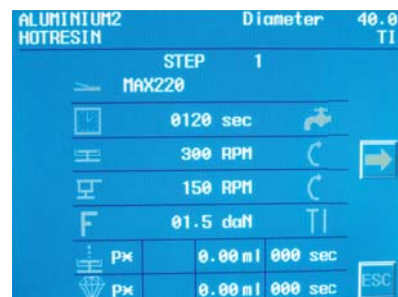 ALUMINIUM2 Diameter 40.0
HOTRESIN TI
STEP 1
MAX220
0120 sec
300 RPM
150 RPM
F 01.5 daN TI
P* 0.00 ml 000 sec
P* 0.00 ml 000 sec
ESC